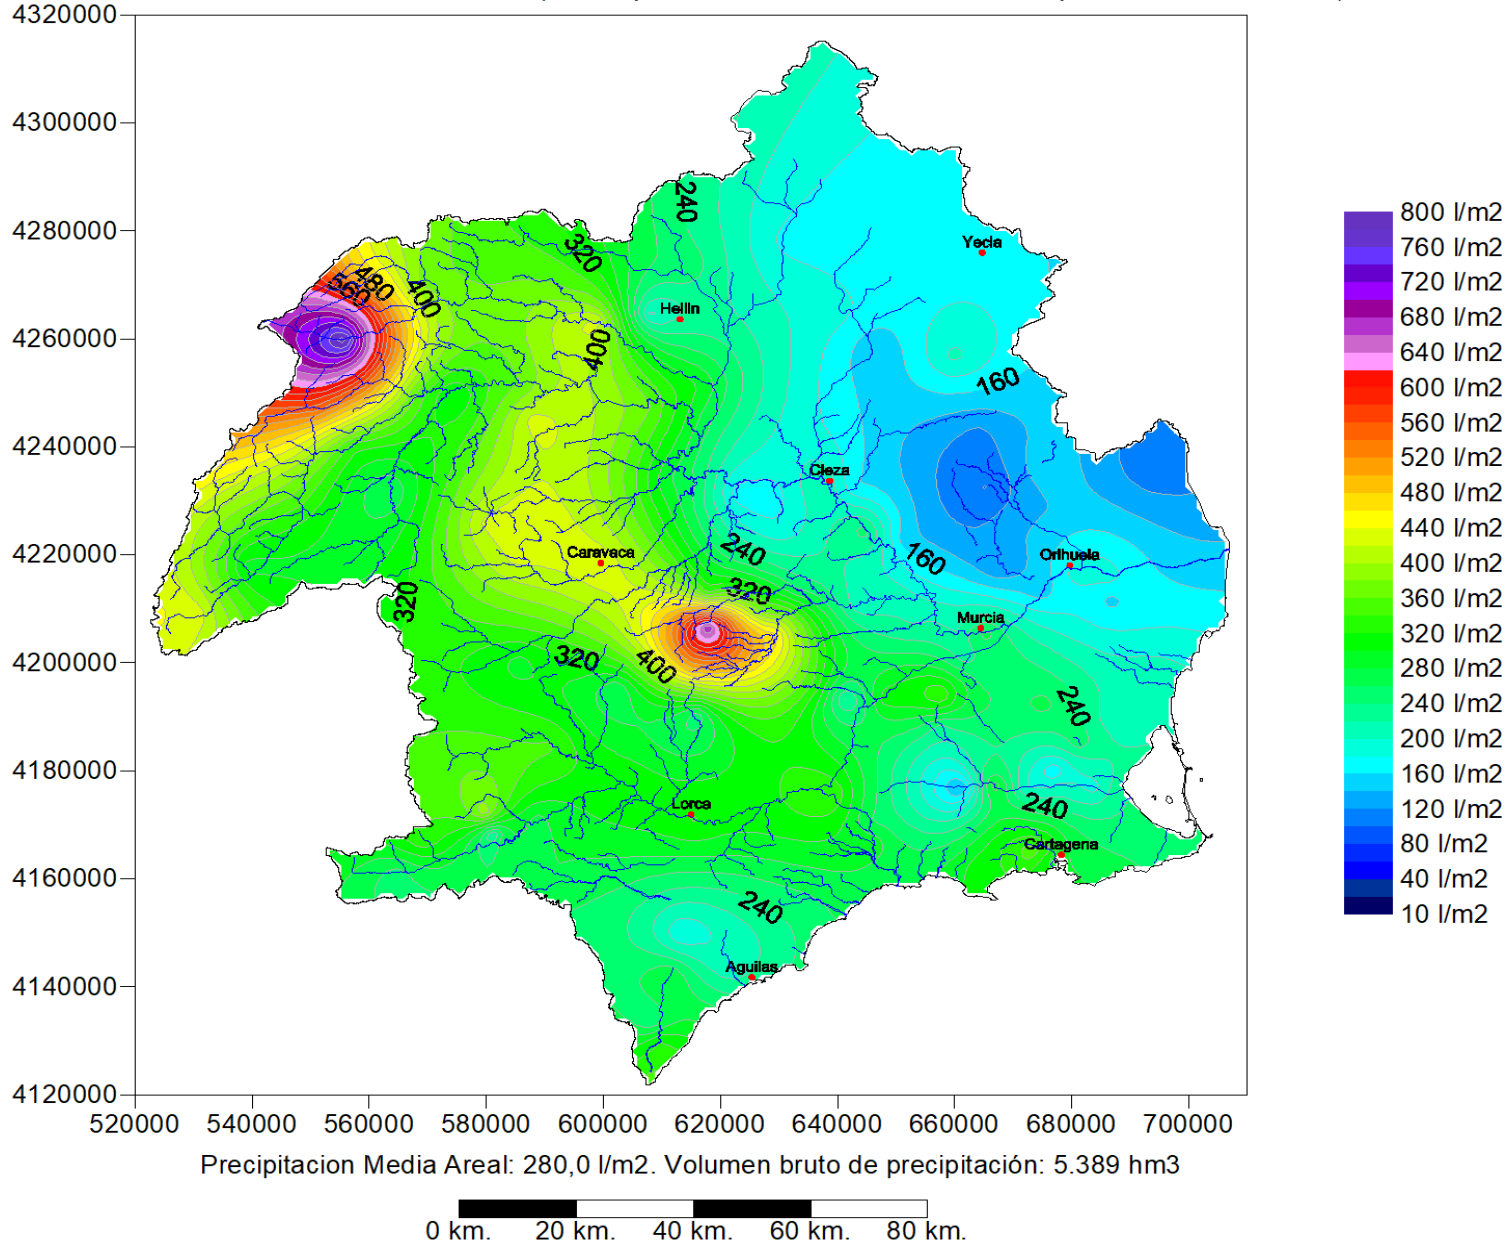 4320000
4300000
4280000
4260000
4240000
4220000
4200000
4180000
4160000
4140000
4120000
520000 540000 560000 580000 600000 620000 640000 660000 680000 700000
240
320
Yecla
560
480
400
Hellin
400
160
Cieza
Caravaca
240
160
Orihuela
320
320
Murcia
320
400
240
Lorca
240
Cartagena
240
Aguilas
800 l/m2
760 l/m2
720 l/m2
680 l/m2
640 l/m2
600 l/m2
560 l/m2
520 l/m2
480 l/m2
440 l/m2
400 l/m2
360 l/m2
320 l/m2
280 l/m2
240 l/m2
200 l/m2
160 l/m2
120 l/m2
80 l/m2
40 l/m2
10 l/m2
Precipitacion Media Areal: 280,0 l/m2. Volumen bruto de precipitación: 5.389 hm3
0 km. 20 km. 40 km. 60 km. 80 km.